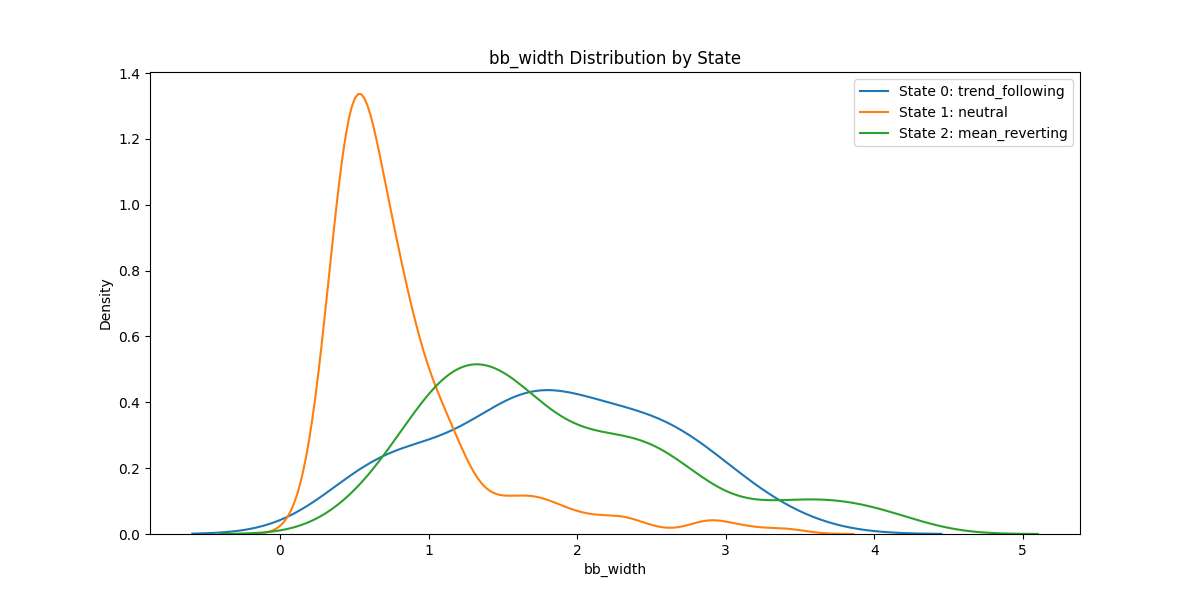 bb_width Distribution by State
State 0: trend_following
State 1: neutral
State 2: mean_reverting
Density
1.4
1.2
1.0
0.8
0.6
0.4
0.2
0.0
0 1 2 3 4 5
bb_width